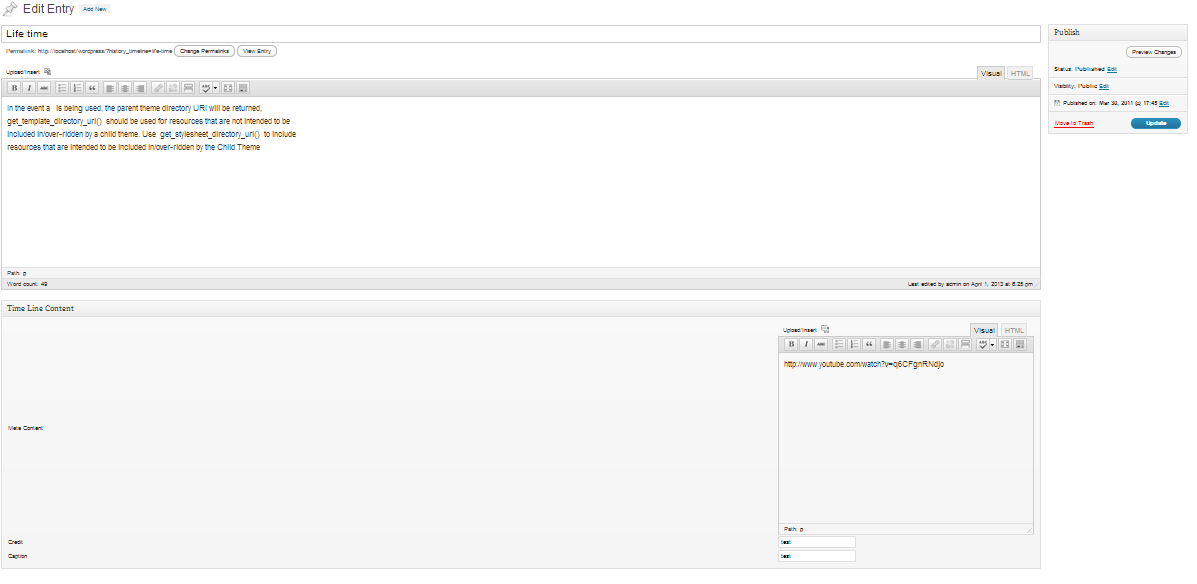 Edit Entry Add New
Life time
Permalink: http://localhost/wordpress/?history_timeline=life-time Change Permalinks View Entry
Upload/Insert Visual HTML
B I ABC ABC
In the event a is being used, the parent theme directory URI will be returned,
get_template_directory_uri() should be used for resources that are not intended to be
included in/over-ridden by a child theme. Use get_stylesheet_directory_uri() to include
resources that are intended to be included in/over-ridden by the Child Theme
Path: p
Word count: 49 Last edited by admin on April 1, 2013 at 6:25 pm
Publish
Preview Changes
Status: Published Edit
Visibility: Public Edit
Published on: Mar 30, 2011 @ 17:45 Edit
Move to Trash Update
Time Line Content
Upload/Insert Visual HTML
B I ABC ABC
http://www.youtube.com/watch?v=q6CFgnRNdjo
Meta Content
Path: p
Credit test
Caption test